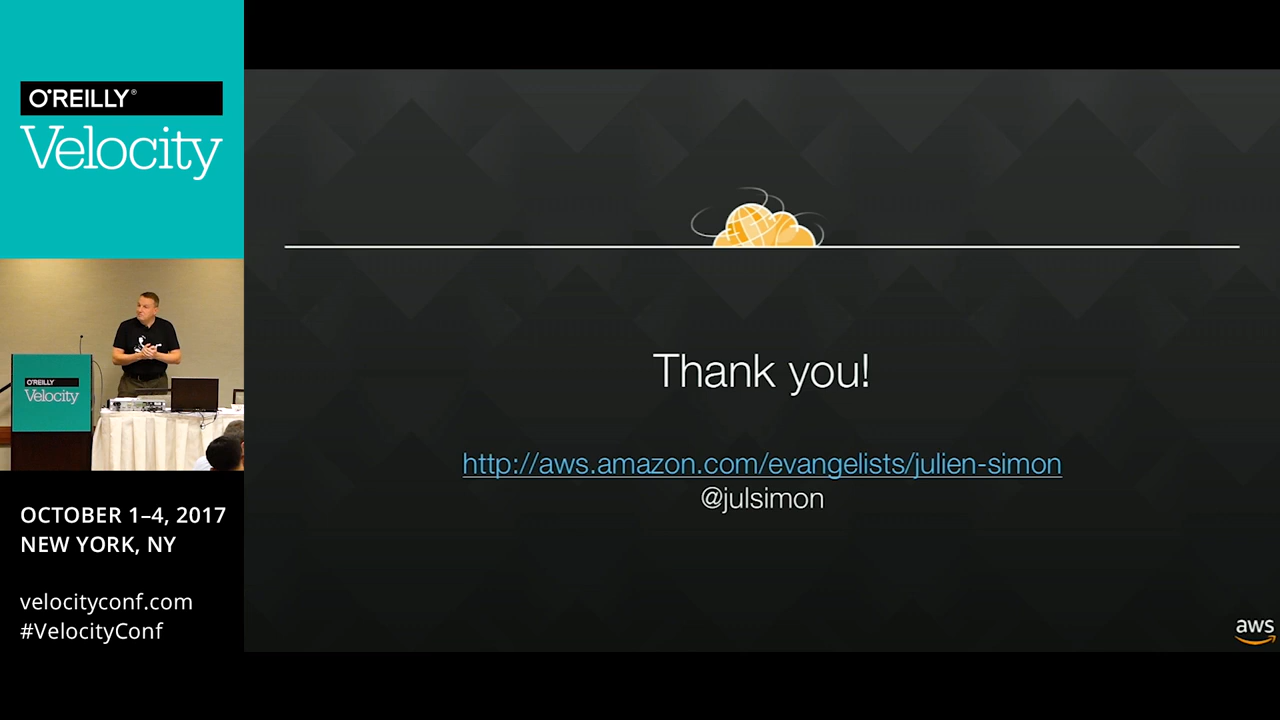 O'REILLY®
Velocity
O'REILLY
Velocity
OCTOBER 1–4, 2017
NEW YORK, NY
velocityconf.com
#VelocityConf
Thank you!
http://aws.amazon.com/evangelists/julien-simon
@julsimon
aws